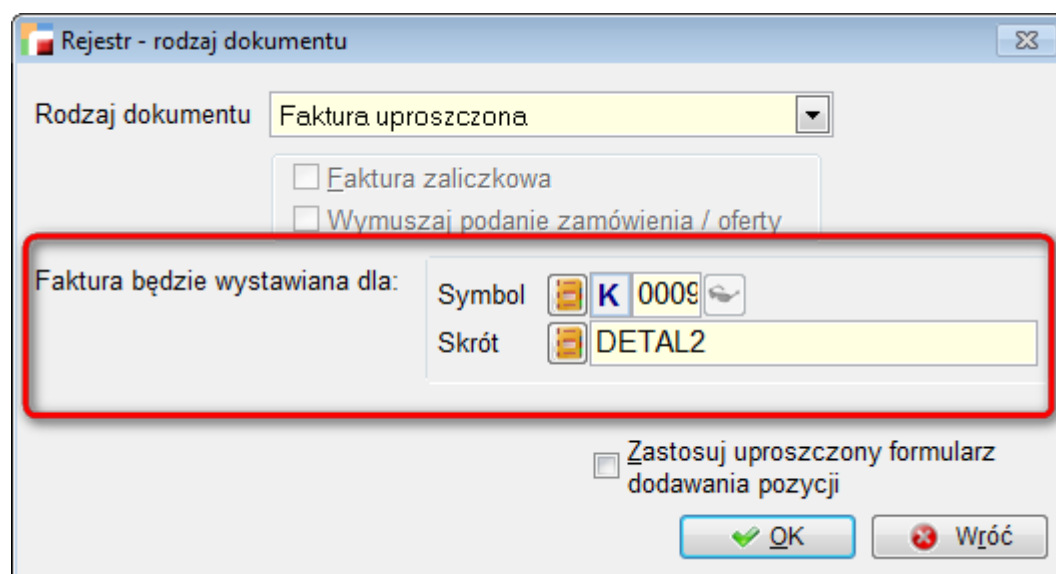 Rejestr - rodzaj dokumentu
Rodzaj dokumentu Faktura uproszczona
Faktura zaliczkowa
Wymuszaj podanie zamówienia / oferty
Faktura będzie wystawiana dla:
Symbol K 0009
Skrót DETAL2
Zastosuj uproszczony formularz
dodawania pozycji
OK Wróć